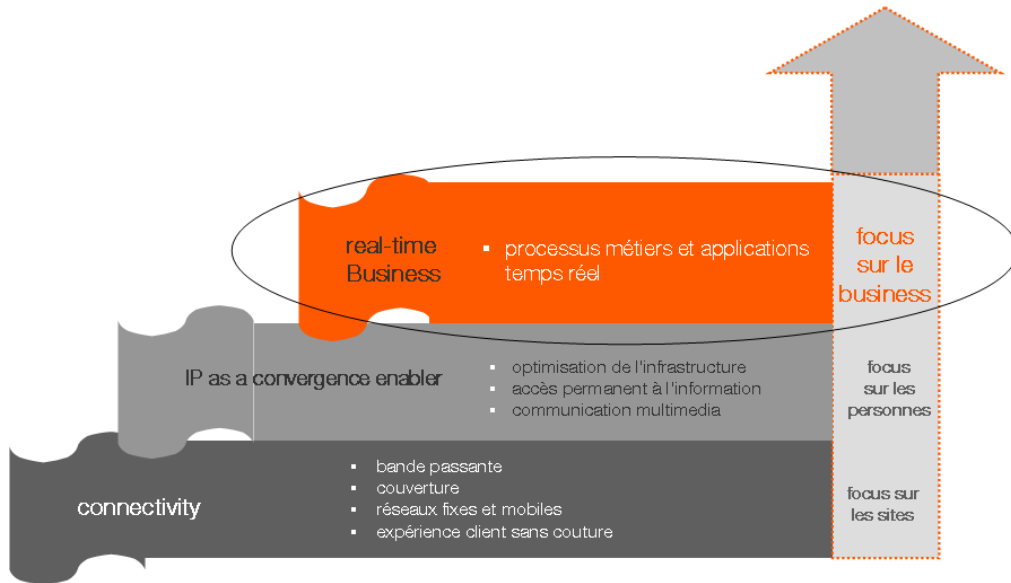 real-time
Business
▪ processus métiers et applications
temps réel
focus
sur le
business
IP as a convergence enabler
▪ optimisation de l'infrastructure
▪ accès permanent à l'information
▪ communication multimedia
focus
sur les
personnes
connectivity
▪ bande passante
▪ couverture
▪ réseaux fixes et mobiles
▪ expérience client sans couture
focus sur
les sites